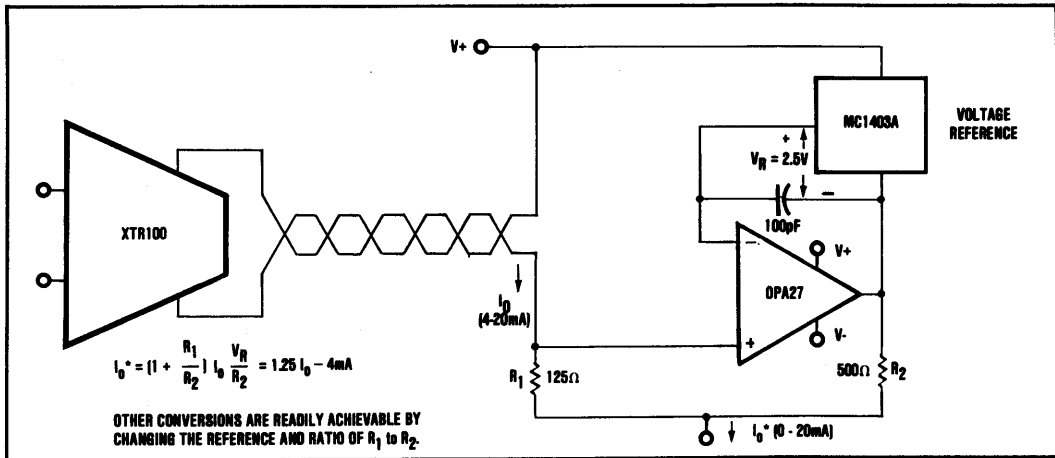 V+
MC1403A
VOLTAGE
REFERENCE
+
V_R = 2.5V
−
100pF
XTR100
−
V+
OPA27
I_O
(4-20mA)
+
V-
R_1 125Ω
500Ω R_2
I_o* = (1 + R_1/R_2) I_o V_R/R_2 = 1.25 I_o − 4mA
I_o* (0 - 20mA)
OTHER CONVERSIONS ARE READILY ACHIEVABLE BY
CHANGING THE REFERENCE AND RATIO OF R_1 to R_2.